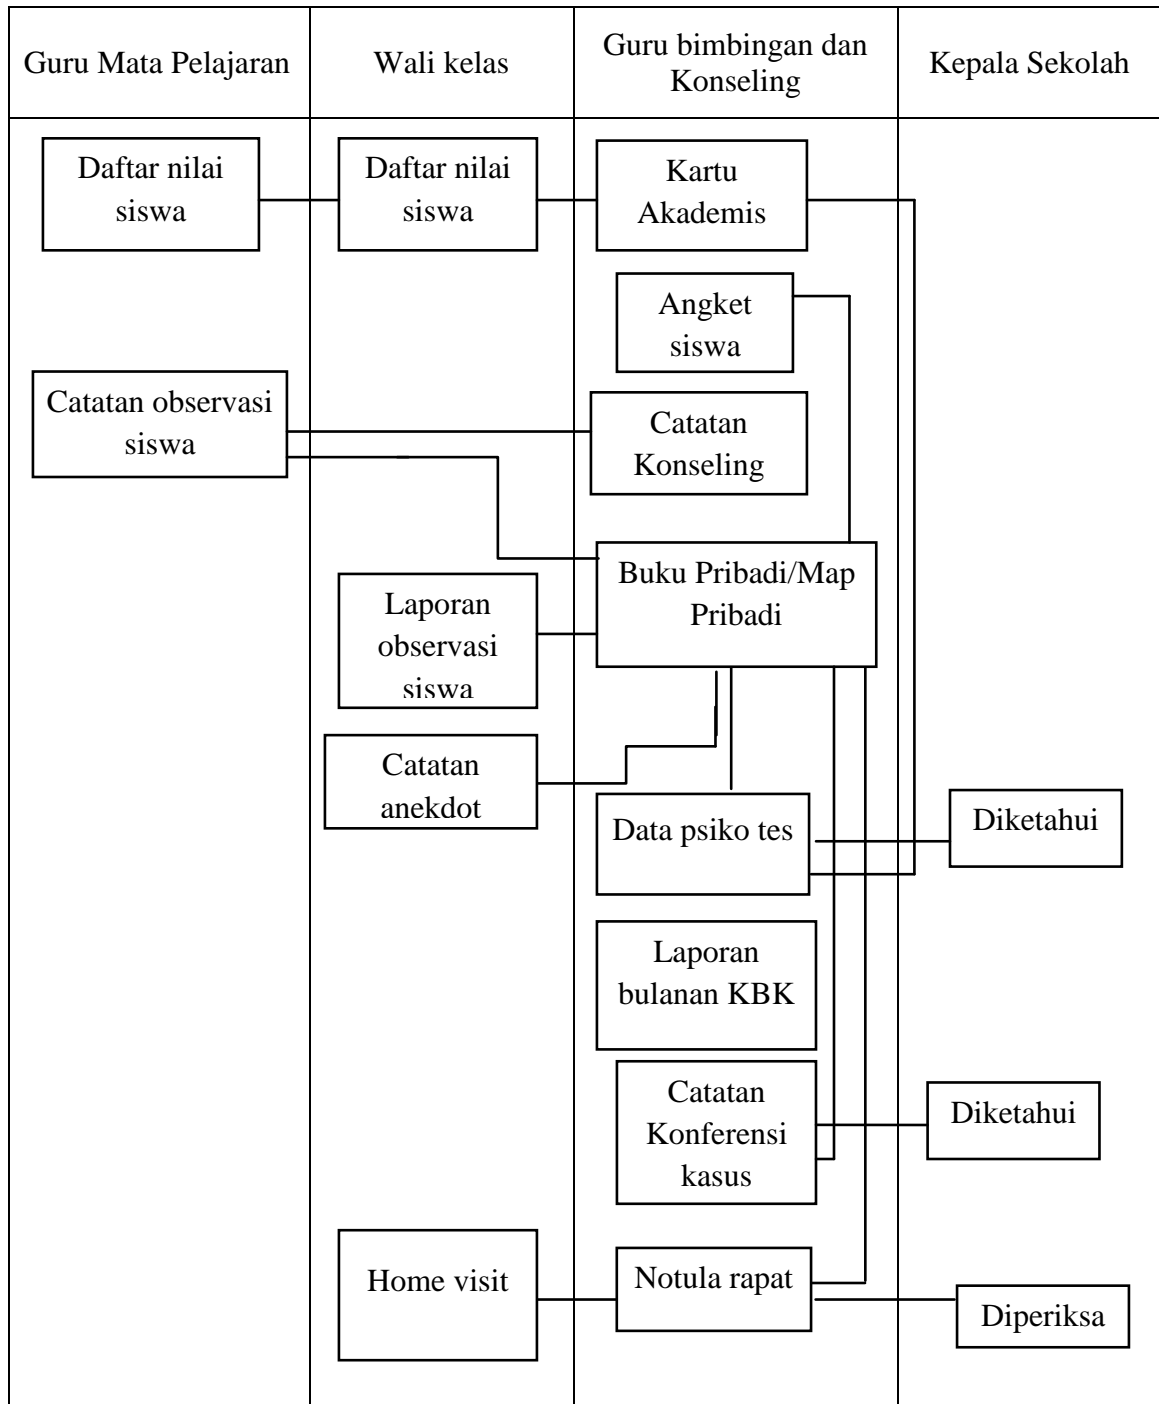 Guru Mata Pelajaran
Wali kelas
Guru bimbingan dan
Konseling
Kepala Sekolah
Daftar nilai
siswa
Daftar nilai
siswa
Kartu
Akademis
Angket
siswa
Catatan observasi
siswa
Catatan
Konseling
Buku Pribadi/Map
Pribadi
Laporan
observasi
siswa
Catatan
anekdot
Data psiko tes
Diketahui
Laporan
bulanan KBK
Catatan
Konferensi
kasus
Diketahui
Home visit
Notula rapat
Diperiksa